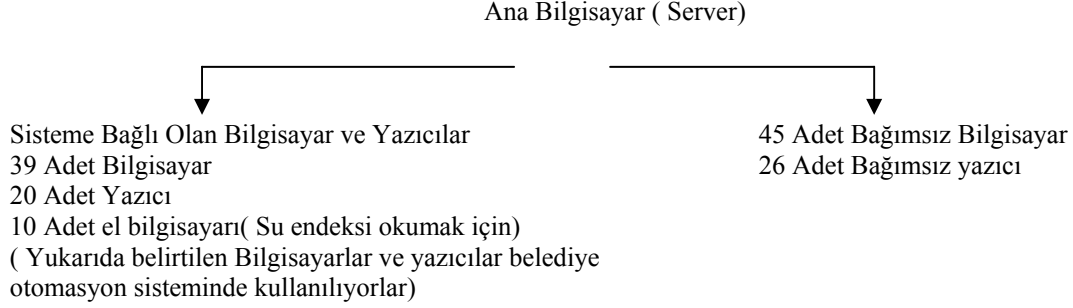 Ana Bilgisayar ( Server)
Sisteme Bağlı Olan Bilgisayar ve Yazıcılar
39 Adet Bilgisayar
20 Adet Yazıcı
10 Adet el bilgisayarı( Su endeksi okumak için)
( Yukarıda belirtilen Bilgisayarlar ve yazıcılar belediye
otomasyon sisteminde kullanılıyorlar)
45 Adet Bağımsız Bilgisayar
26 Adet Bağımsız yazıcı